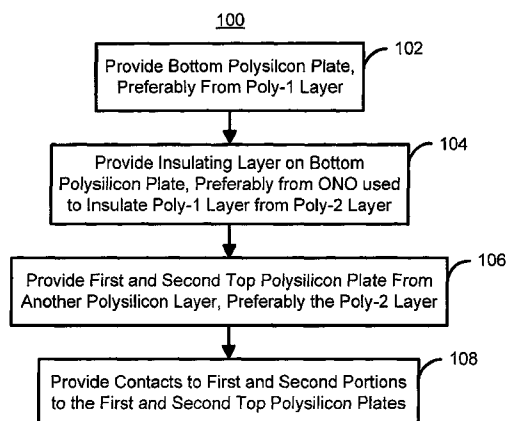 100
102
Provide Bottom Polysilcon Plate,
Preferably From Poly-1 Layer
104
Provide Insulating Layer on Bottom
Polysilicon Plate, Preferably from ONO used
to Insulate Poly-1 Layer from Poly-2 Layer
106
Provide First and Second Top Polysilicon Plate From
Another Polysilicon Layer, Preferably the Poly-2 Layer
108
Provide Contacts to First and Second Portions
to the First and Second Top Polysilicon Plates